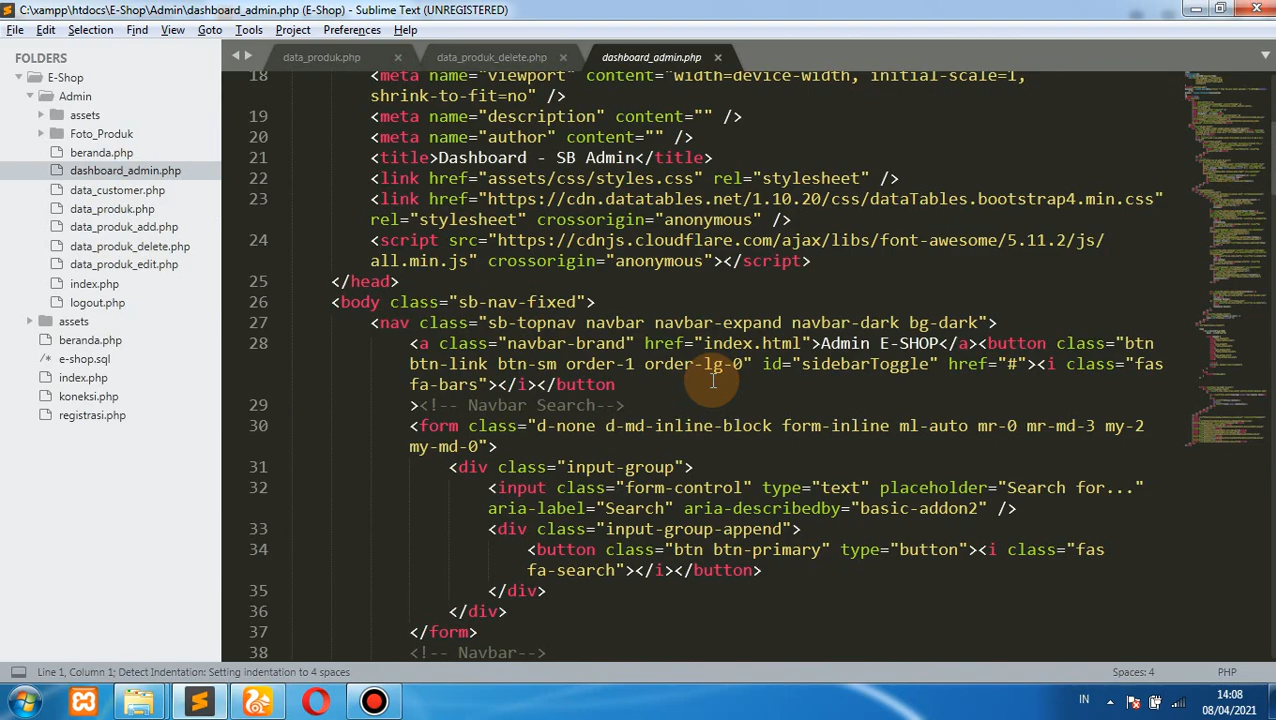 C:\xampp\htdocs\E-Shop\Admin\dashboard_admin.php (E-Shop) - Sublime Text (UNREGISTERED)
File Edit Selection Find View Goto Tools Project Preferences Help
FOLDERS
E-Shop
Admin
assets
Foto_Produk
beranda.php
dashboard_admin.php
data_customer.php
data_produk.php
data_produk_add.php
data_produk_delete.php
data_produk_edit.php
index.php
logout.php
assets
beranda.php
e-shop.sql
index.php
koneksi.php
registrasi.php
data_produk.php data_produk_delete.php dashboard_admin.php
18 <meta name="viewport" content="width=device-width, initial-scale=1,
shrink-to-fit=no" />
19 <meta name="description" content="" />
20 <meta name="author" content="" />
21 <title>Dashboard - SB Admin</title>
22 <link href="assets/css/styles.css" rel="stylesheet" />
23 <link href="https://cdn.datatables.net/1.10.20/css/dataTables.bootstrap4.min.css"
rel="stylesheet" crossorigin="anonymous" />
24 <script src="https://cdnjs.cloudflare.com/ajax/libs/font-awesome/5.11.2/js/
all.min.js" crossorigin="anonymous"></script>
25 </head>
26 <body class="sb-nav-fixed">
27 <nav class="sb-topnav navbar navbar-expand navbar-dark bg-dark">
28 <a class="navbar-brand" href="index.html">Admin E-SHOP</a><button class="btn
btn-link btn-sm order-1 order-lg-0" id="sidebarToggle" href="#"><i class="fas
fa-bars"></i></button
29 ><!-- Navbar Search-->
30 <form class="d-none d-md-inline-block form-inline ml-auto mr-0 mr-md-3 my-2
my-md-0">
31 <div class="input-group">
32 <input class="form-control" type="text" placeholder="Search for..."
aria-label="Search" aria-describedby="basic-addon2" />
33 <div class="input-group-append">
34 <button class="btn btn-primary" type="button"><i class="fas
fa-search"></i></button>
35 </div>
36 </div>
37 </form>
38 <!-- Navbar-->
Line 1, Column 1; Detect Indentation: Setting indentation to 4 spaces Spaces: 4 PHP
IN 14:08
08/04/2021